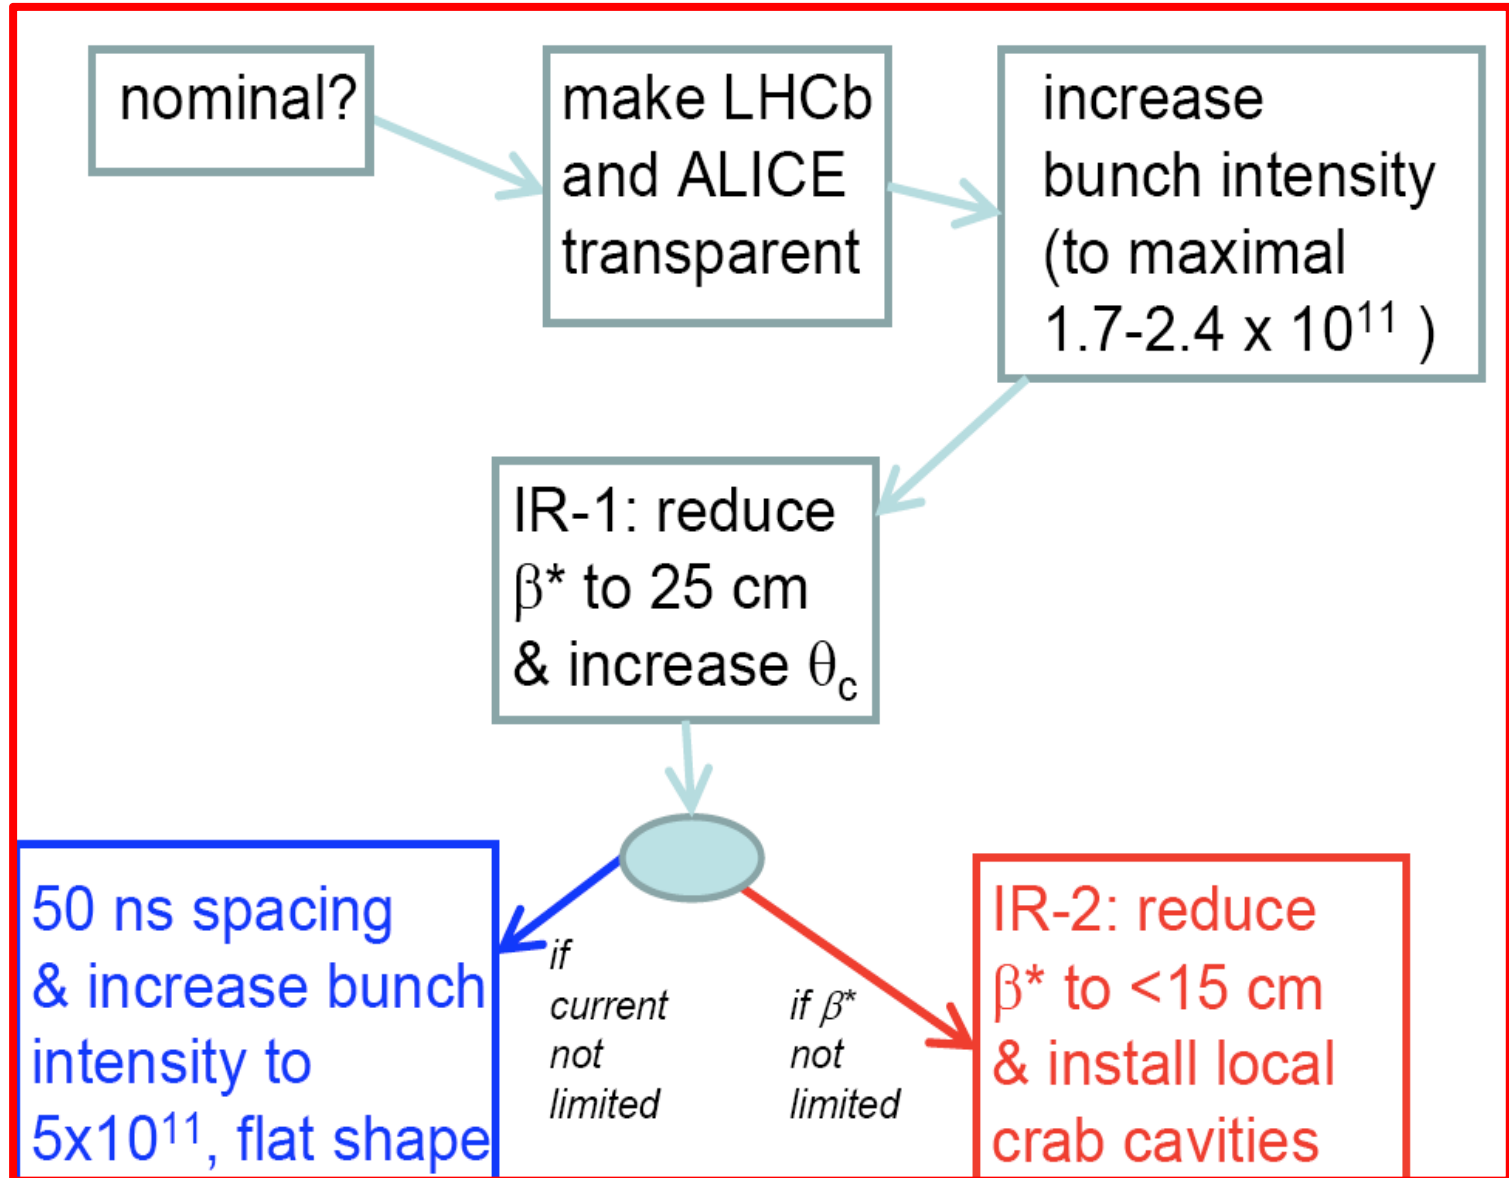 nominal?
make LHCb
and ALICE
transparent
increase
bunch intensity
(to maximal
1.7-2.4 x 10¹¹ )
IR-1: reduce
β* to 25 cm
& increase θc
50 ns spacing
& increase bunch
intensity to
5x10¹¹, flat shape
if
current
not
limited
if β*
not
limited
IR-2: reduce
β* to <15 cm
& install local
crab cavities